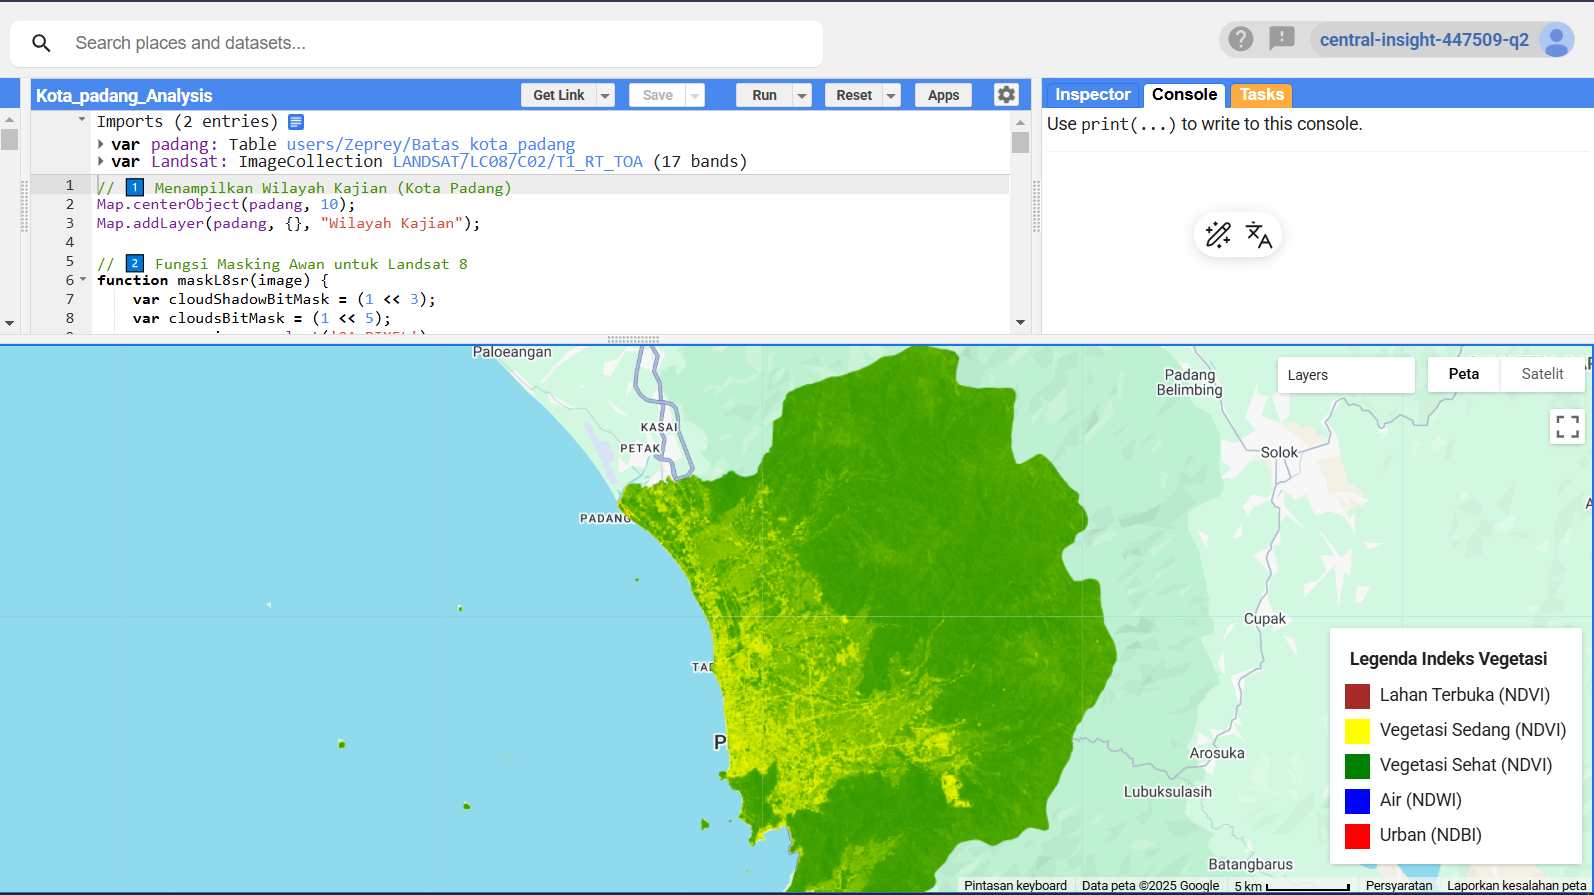 Search places and datasets...
central-insight-447509-q2
Kota_padang_Analysis
Get Link
Save
Run
Reset
Apps
Inspector
Console
Tasks
Imports (2 entries)
var padang: Table users/Zeprey/Batas_kota_padang
var Landsat: ImageCollection LANDSAT/LC08/C02/T1_RT_TOA (17 bands)
1 // 1 Menampilkan Wilayah Kajian (Kota Padang)
2 Map.centerObject(padang, 10);
3 Map.addLayer(padang, {}, "Wilayah Kajian");
4
5 // 2 Fungsi Masking Awan untuk Landsat 8
6 function maskL8sr(image) {
7 var cloudShadowBitMask = (1 << 3);
8 var cloudsBitMask = (1 << 5);
Use print(...) to write to this console.
Paloeangan
KASAI
PETAK
PADANG
TAB
P
Padang
Belimbing
Solok
Cupak
Arosuka
Lubuksulasih
Batangbarus
Layers
Peta
Satelit
Legenda Indeks Vegetasi
Lahan Terbuka (NDVI)
Vegetasi Sedang (NDVI)
Vegetasi Sehat (NDVI)
Air (NDWI)
Urban (NDBI)
Pintasan keyboard
Data peta ©2025 Google
5 km
Persyaratan
Laporkan kesalahan peta